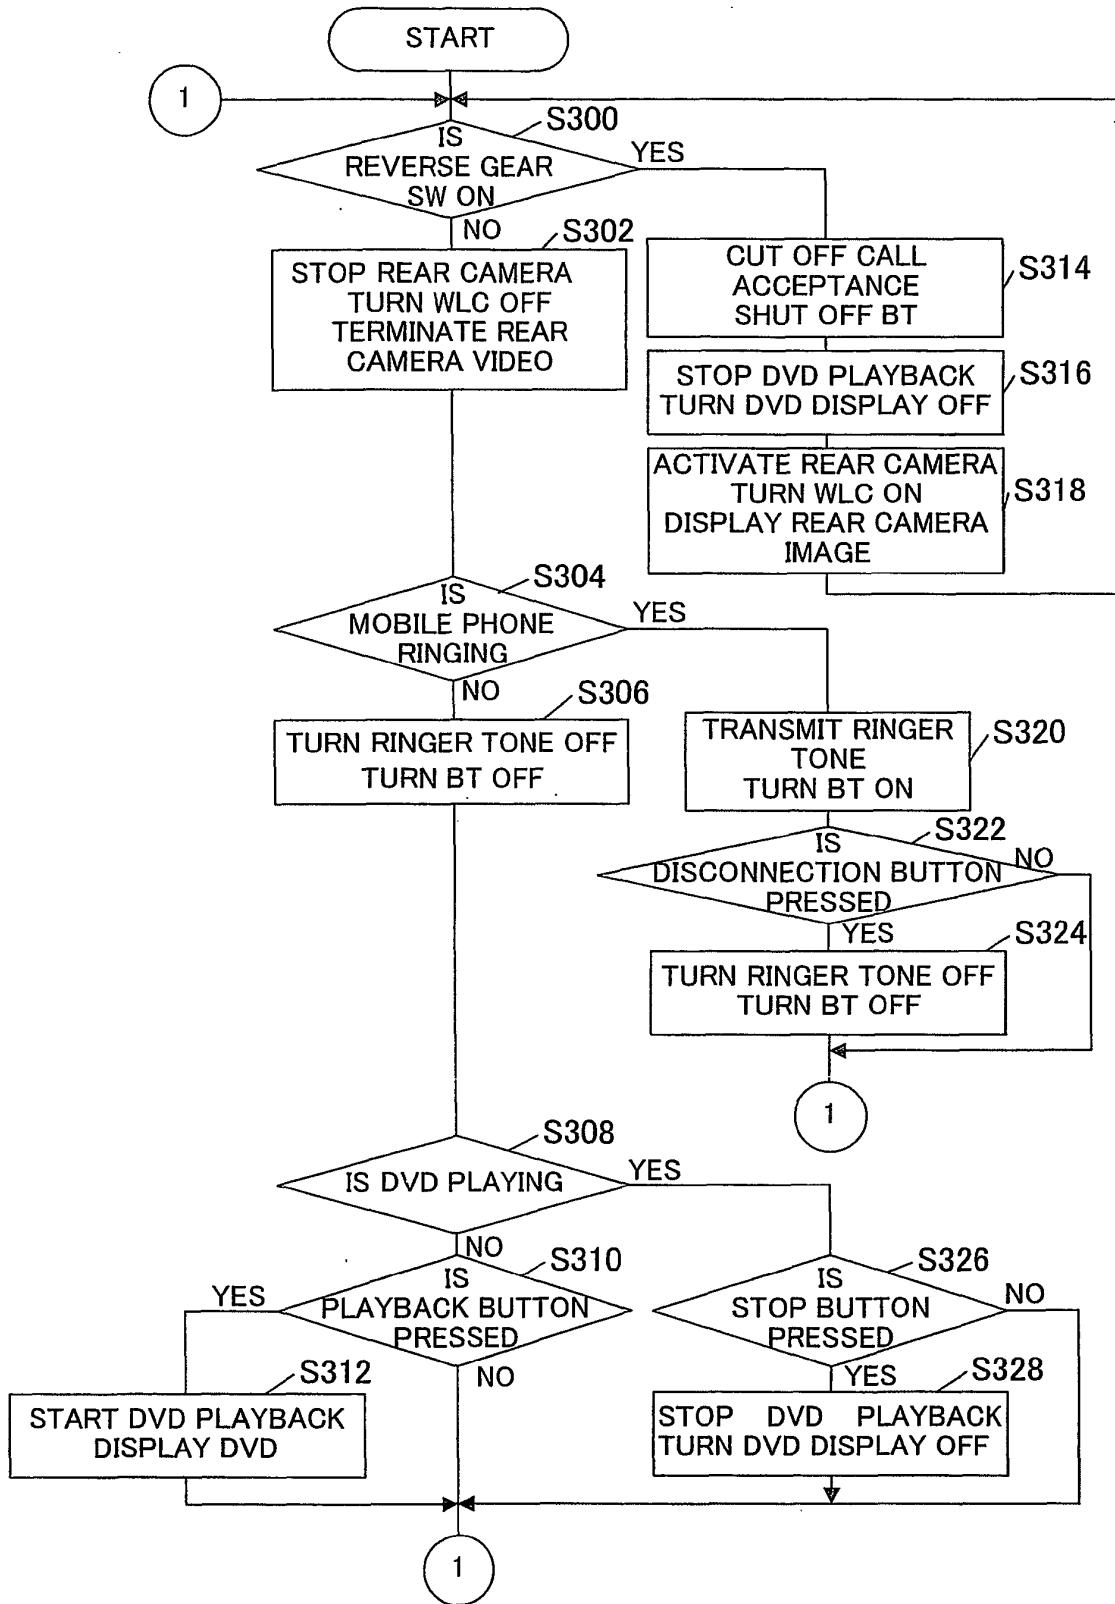 START
1
S300
IS
REVERSE GEAR
SW ON
YES
NO
S302
STOP REAR CAMERA
TURN WLC OFF
TERMINATE REAR
CAMERA VIDEO
CUT OFF CALL
ACCEPTANCE
SHUT OFF BT
S314
STOP DVD PLAYBACK
TURN DVD DISPLAY OFF
S316
ACTIVATE REAR CAMERA
TURN WLC ON
DISPLAY REAR CAMERA
IMAGE
S318
S304
IS
MOBILE PHONE
RINGING
YES
NO
S306
TURN RINGER TONE OFF
TURN BT OFF
TRANSMIT RINGER
TONE
TURN BT ON
S320
S322
IS
DISCONNECTION BUTTON
PRESSED
NO
YES
S324
TURN RINGER TONE OFF
TURN BT OFF
1
S308
IS DVD PLAYING
YES
NO
S310
IS
PLAYBACK BUTTON
PRESSED
YES
NO
S312
START DVD PLAYBACK
DISPLAY DVD
S326
IS
STOP BUTTON
PRESSED
NO
YES
S328
STOP DVD PLAYBACK
TURN DVD DISPLAY OFF
1